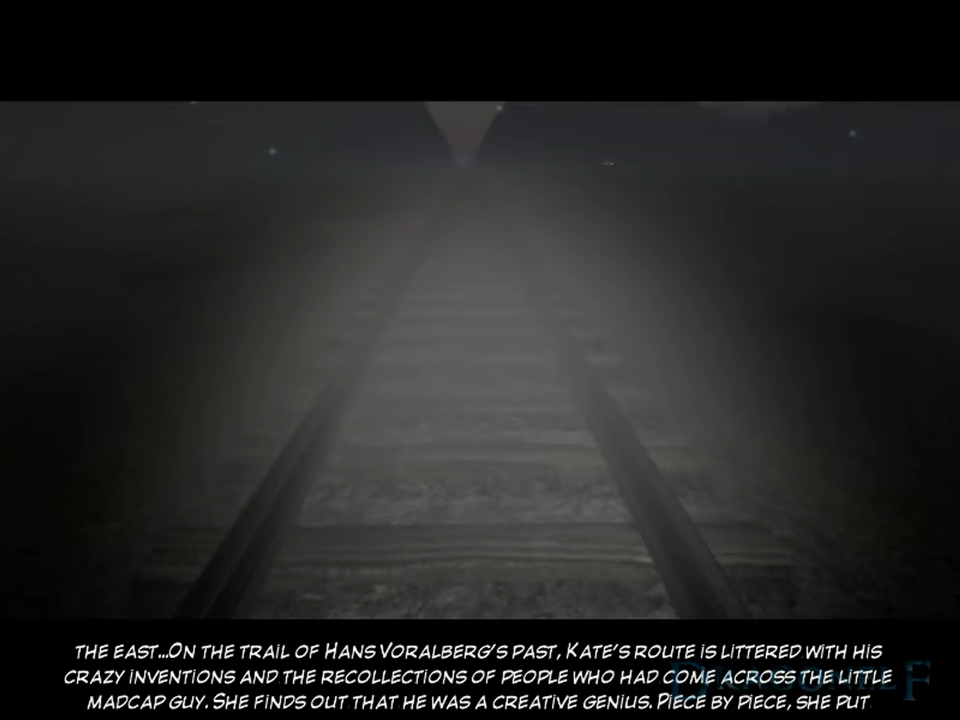 THE EAST...ON THE TRAIL OF HANS VORALBERG'S PAST, KATE'S ROUTE IS LITTERED WITH HIS
CRAZY INVENTIONS AND THE RECOLLECTIONS OF PEOPLE WHO HAD COME ACROSS THE LITTLE
MADCAP GUY. SHE FINDS OUT THAT HE WAS A CREATIVE GENIUS. PIECE BY PIECE, SHE PUT
DRAGONELF